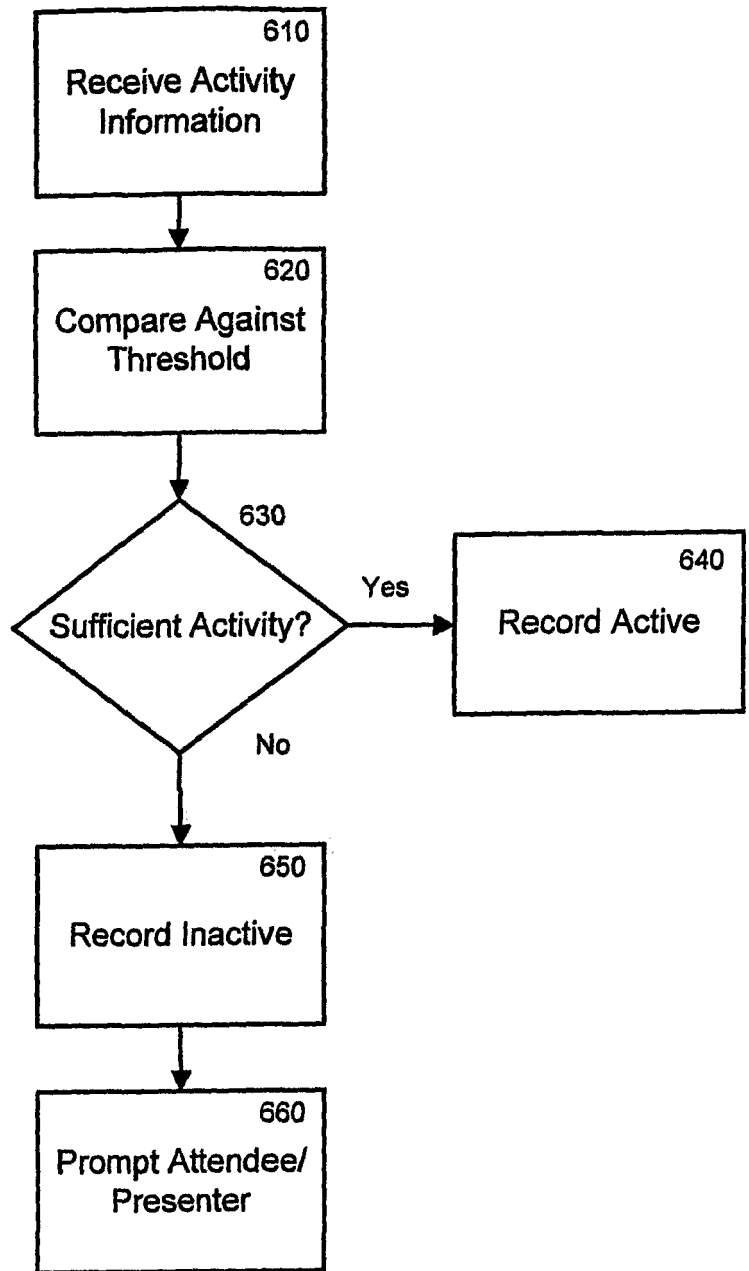 610
Receive Activity
Information
620
Compare Against
Threshold
630
Sufficient Activity?
Yes
640
Record Active
No
650
Record Inactive
660
Prompt Attendee/
Presenter